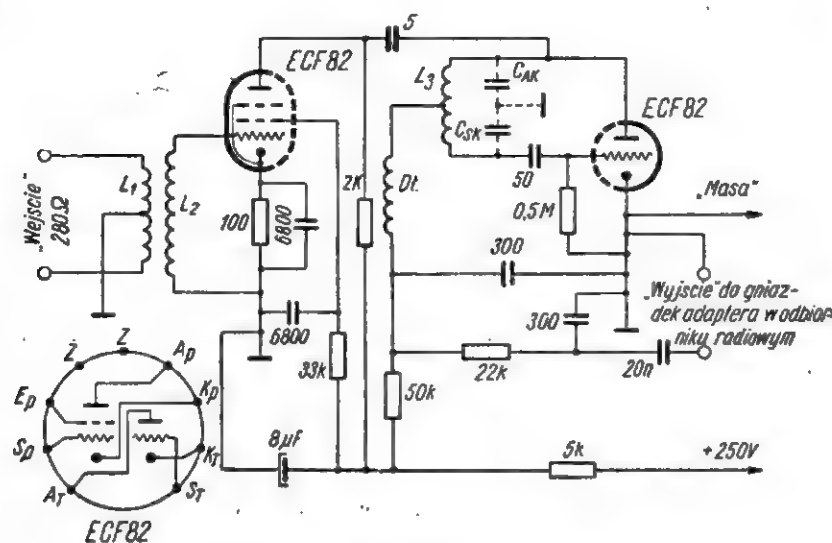 5
ECF82
L3
CAK
CSK
ECF82
"Wejście"
280Ω
L1
L2
100
6800
2k
Dł.
50
0,5M
„Masa"
300
„Wyjście" do gniaz-
dek adaptera w odbior
niku radiowym
6800
33k
300
22k
20n
50k
8µF
5k
+250V
Ż
Ż
Ap
Kp
KT
ST
AT
Sp
Ep
ECF82